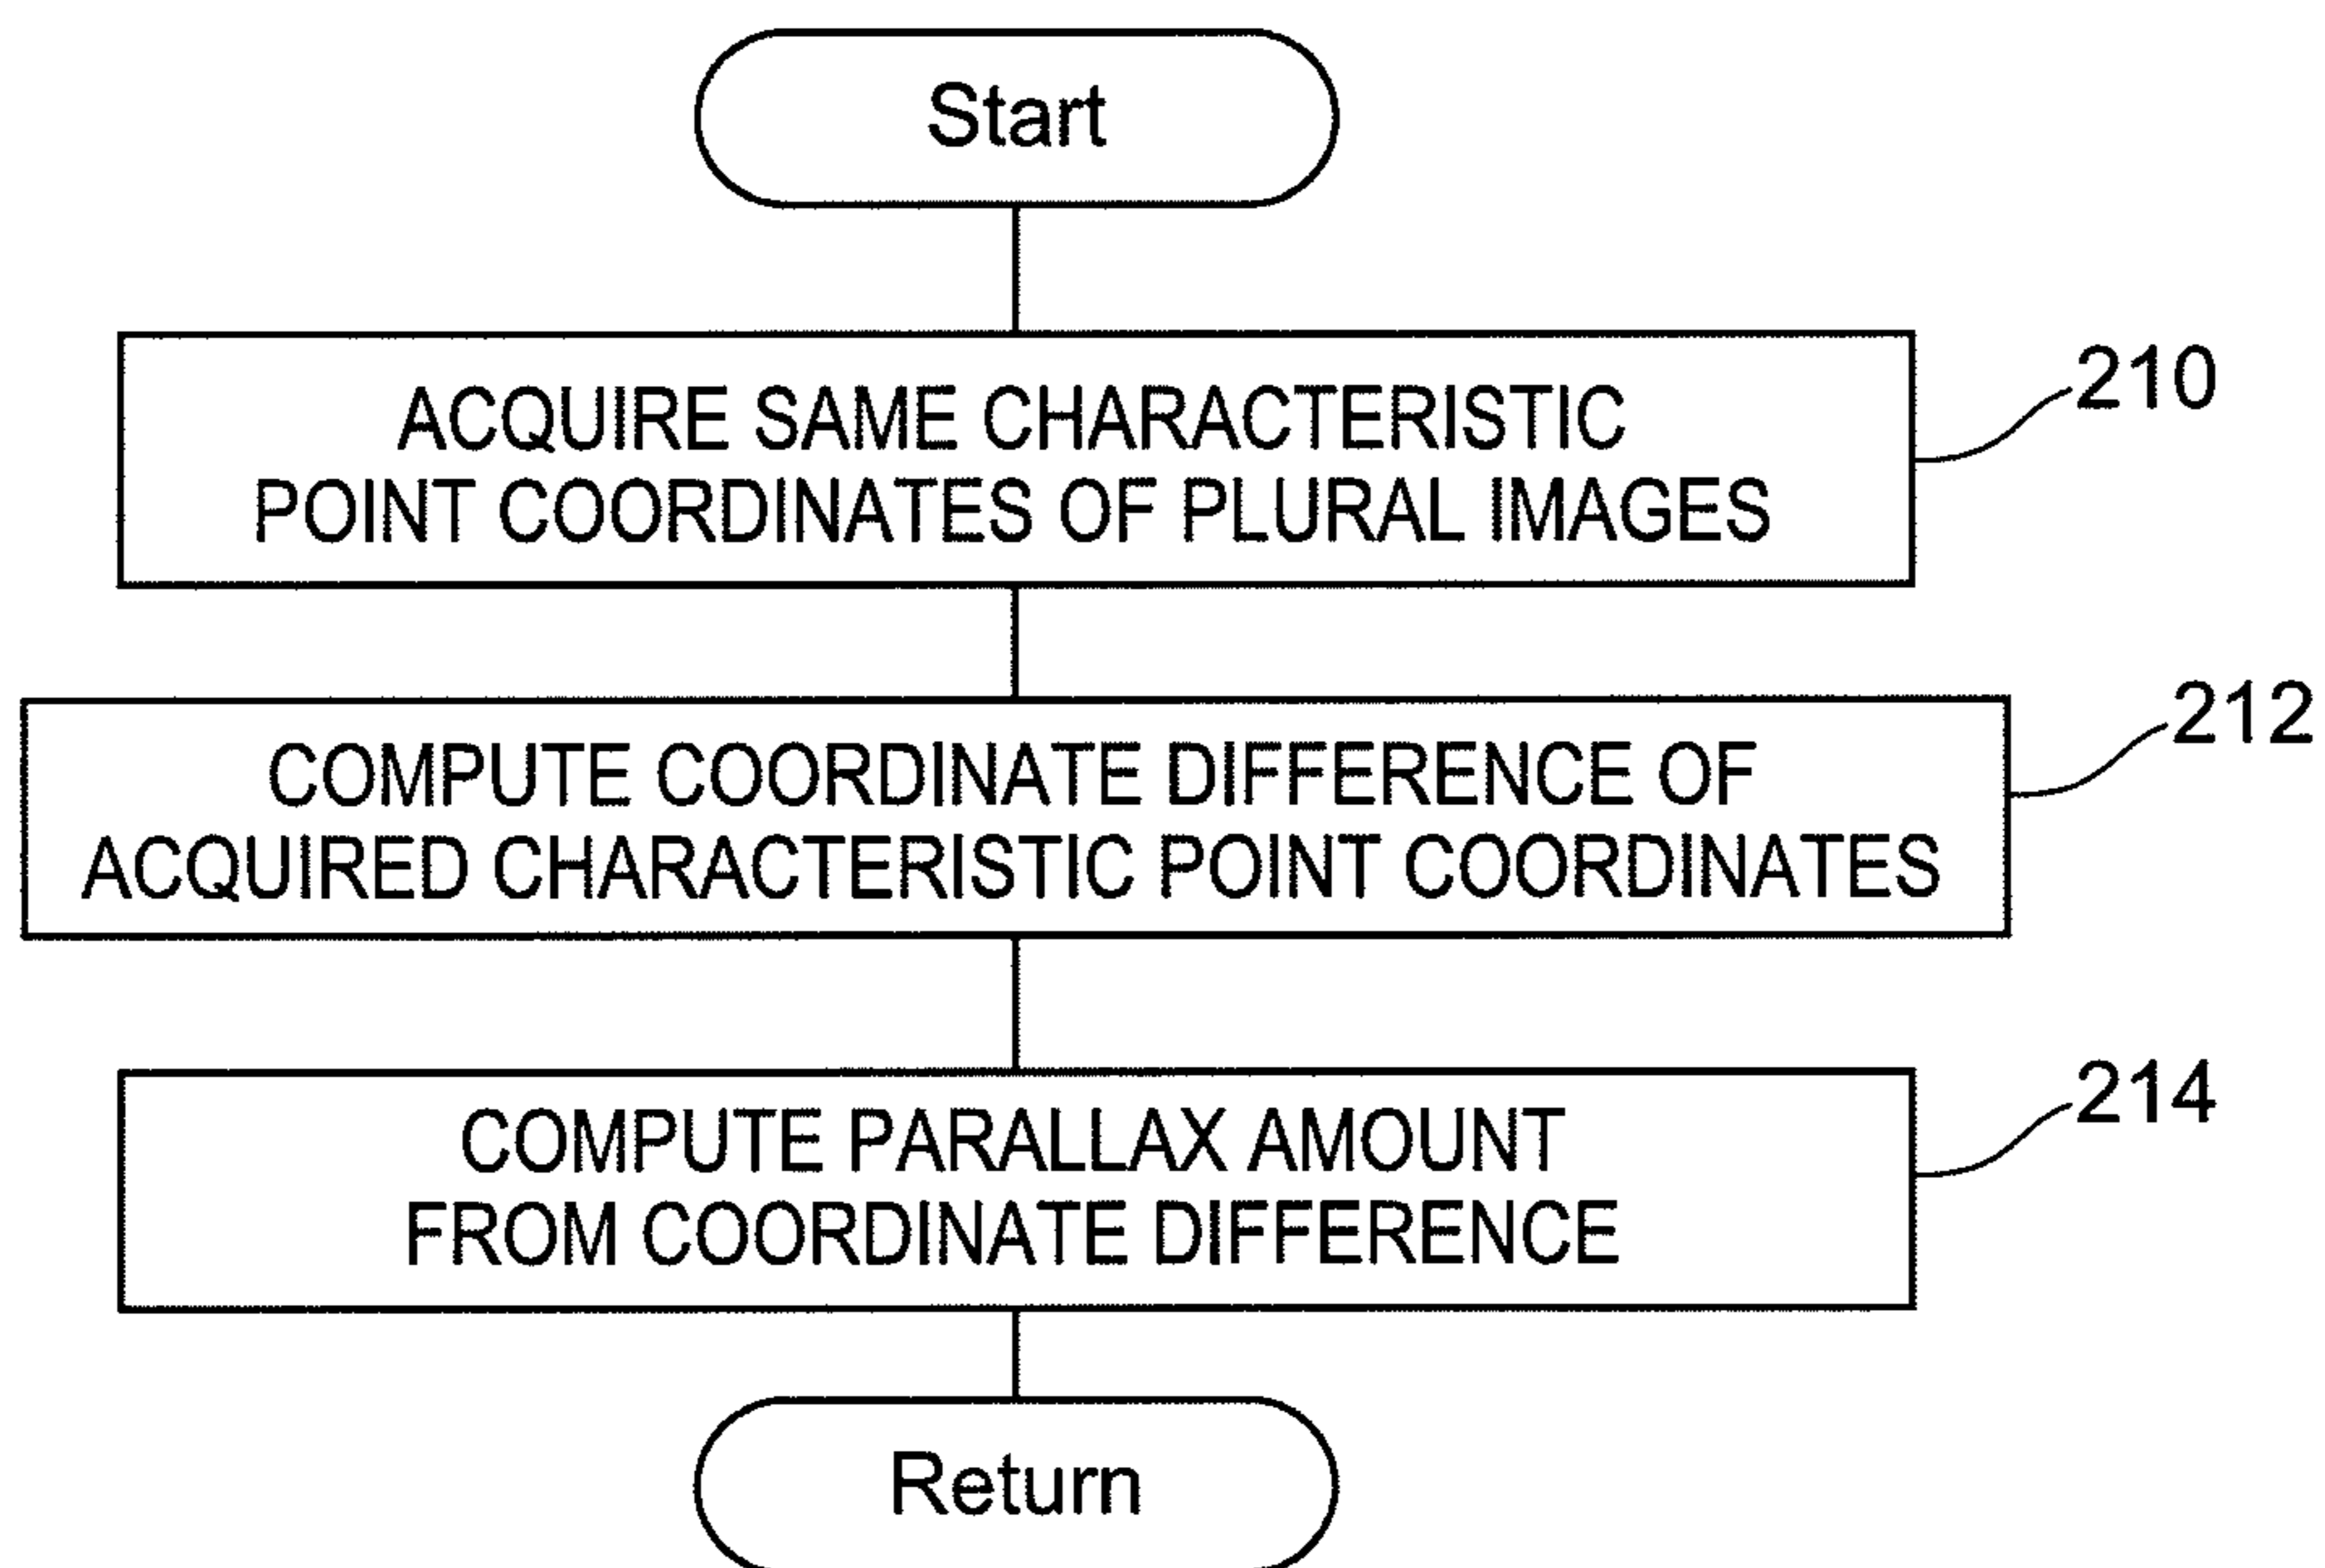 Start
ACQUIRE SAME CHARACTERISTIC
POINT COORDINATES OF PLURAL IMAGES
210
COMPUTE COORDINATE DIFFERENCE OF
ACQUIRED CHARACTERISTIC POINT COORDINATES
212
COMPUTE PARALLAX AMOUNT
FROM COORDINATE DIFFERENCE
214
Return